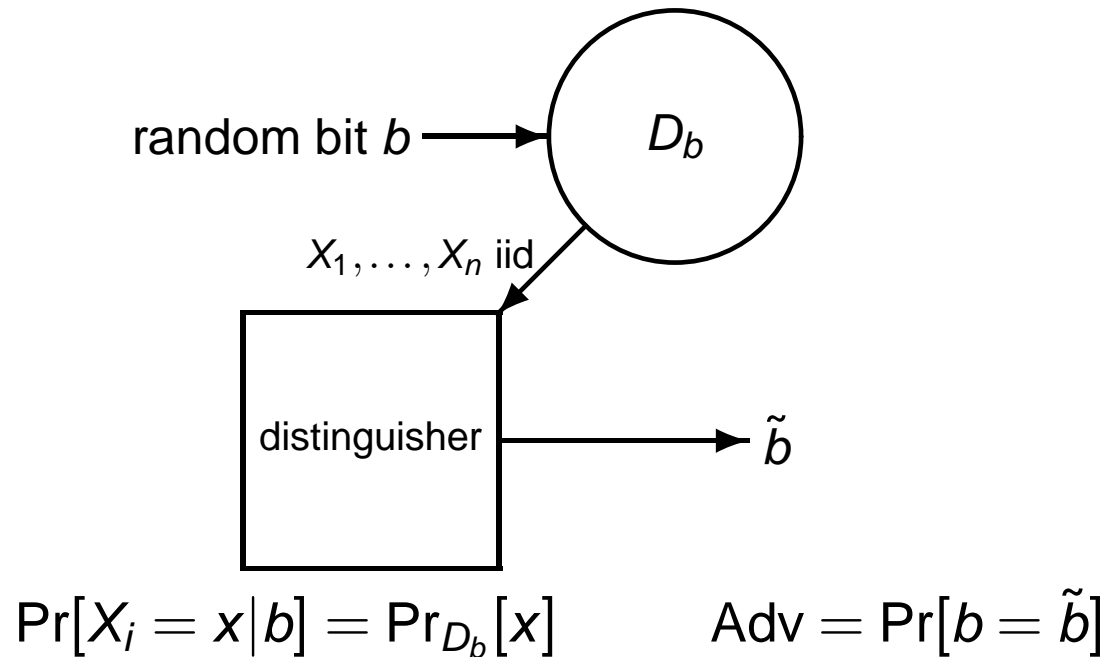 random bit b
D_b
X_1, . . . , X_n iid
distinguisher
b̃
Pr[X_i = x|b] = Pr_{D_b}[x]
Adv = Pr[b = b̃]